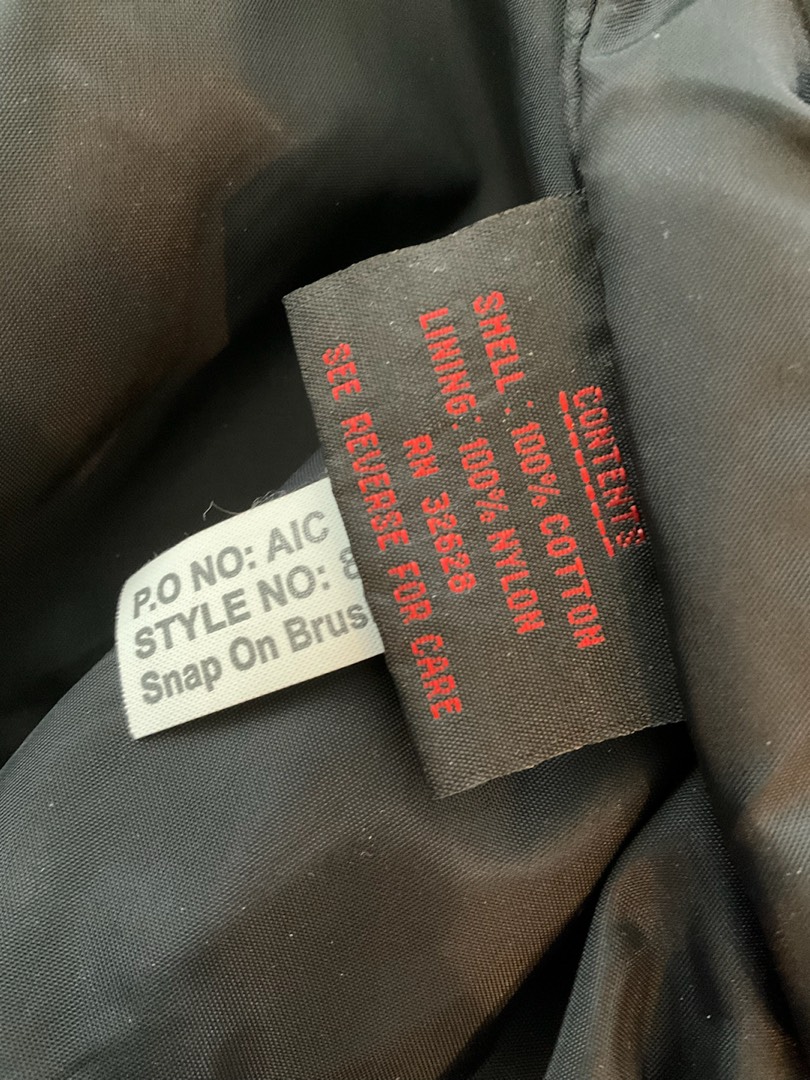 CONTENTS
SHELL : 100% COTTON
LINING : 100% NYLON
RN 32628
SEE REVERSE FOR CARE
P.O NO: AIC
STYLE NO:
Snap On Brus